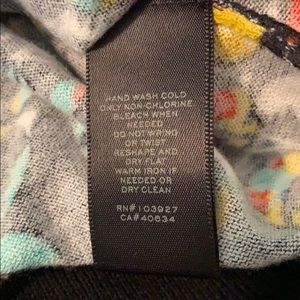 HAND WASH COLD
ONLY NON-CHLORINE
BLEACH WHEN
NEEDED
DO NOT WRING
OR TWIST
RESHAPE AND
DRY FLAT
WARM IRON IF
NEEDED OR
DRY CLEAN
RN#103927
CA#40634